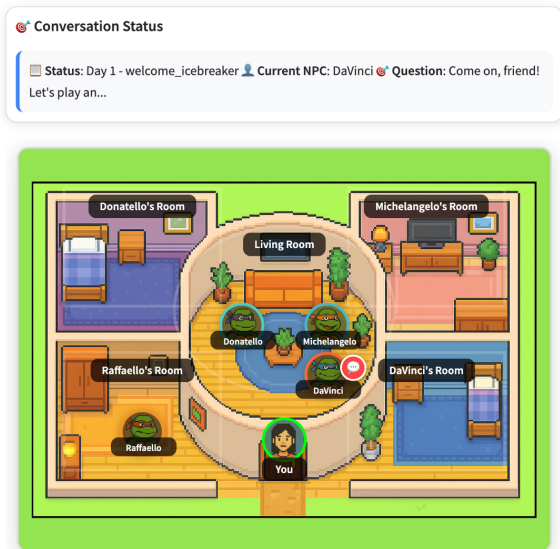 🎯 Conversation Status
📋 Status: Day 1 - welcome_icebreaker 👤 Current NPC: DaVinci 🎯 Question: Come on, friend!
Let's play an...
Donatello's Room
Michelangelo's Room
Living Room
Donatello
Michelangelo
Raffaello's Room
DaVinci's Room
DaVinci
Raffaello
You